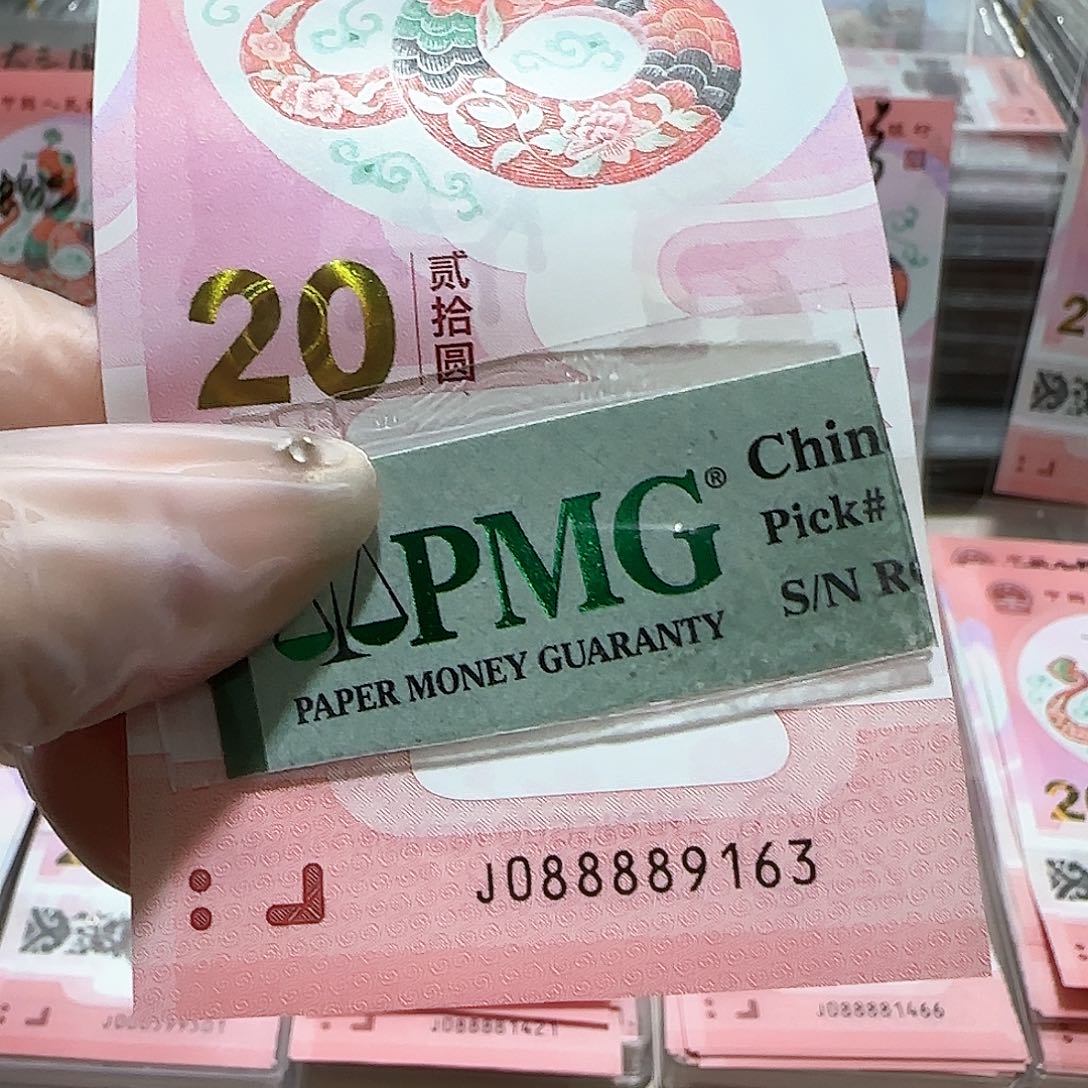 20
贰拾圆
PMG®
PAPER MONEY GUARANTY
Chin
Pick#
S/N R
J088889163
J088881421
J088881466